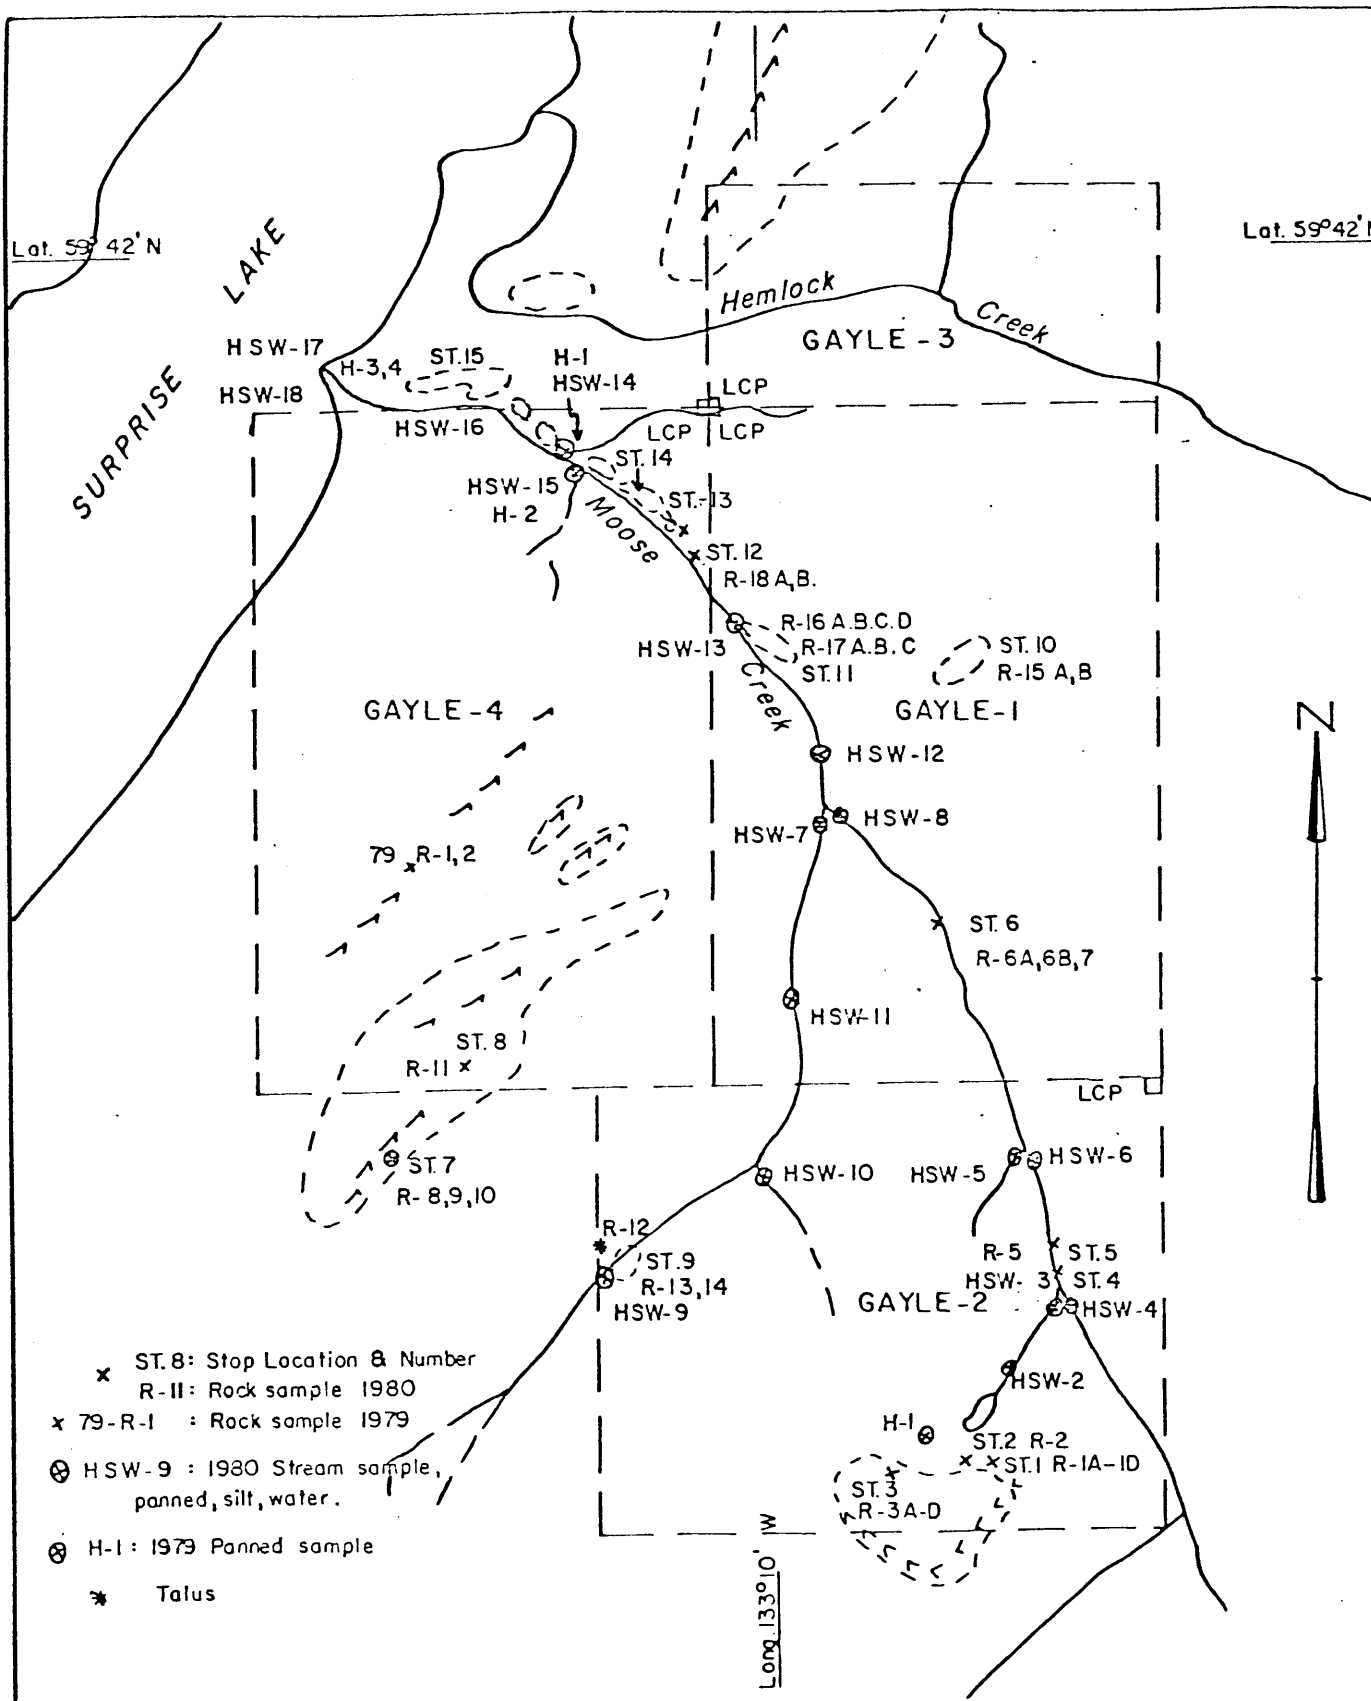 Lat. 59° 42' N
Lat. 59° 42' N
SURPRISE LAKE
Hemlock Creek
GAYLE - 3
HSW-17
H-3,4
ST.15
H-1
HSW-14
HSW-18
HSW-16
LCP
LCP
LCP
ST.14
HSW-15
H-2
ST.-13
Moose Creek
ST.12
R-18 A,B.
R-16 A.B.C.D
HSW-13
R-17 A.B.C
ST.11
ST.10
R-15 A,B
GAYLE-4
GAYLE-1
HSW-12
HSW-7
HSW-8
79 R-1,2
ST.6
R-6A,6B,7
HSW-11
ST.8
R-11
LCP
ST.7
R-8,9,10
HSW-10
HSW-5
HSW-6
R-12
ST.9
R-13,14
HSW-9
R-5
ST.5
HSW-3
ST.4
GAYLE-2
HSW-4
HSW-2
H-1
ST.2 R-2
ST.1 R-1A-1D
ST.3
R-3A-D
N
Long. 133°10' W
ST.8: Stop Location & Number
R-11: Rock sample 1980
79-R-1 : Rock sample 1979
HSW-9 : 1980 Stream sample,
panned, silt, water.
H-1: 1979 Panned sample
Talus